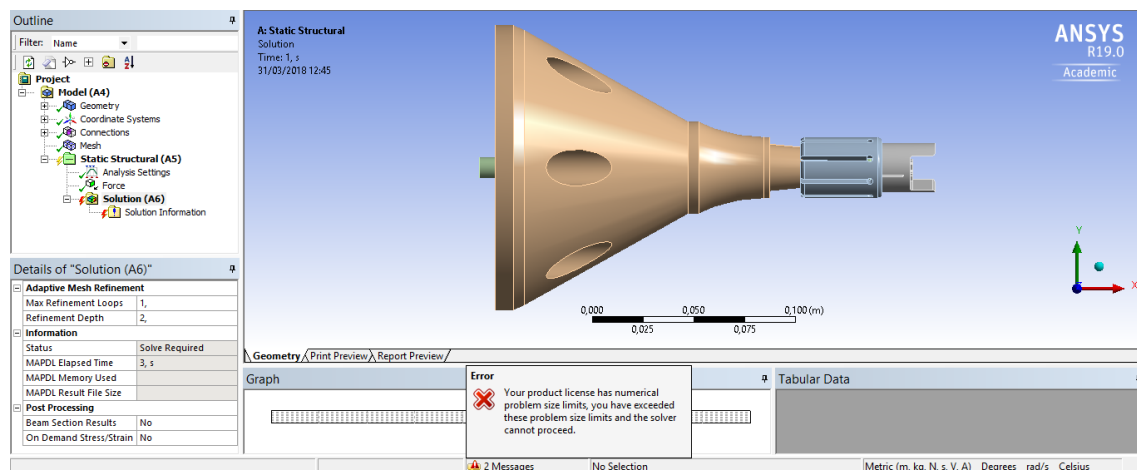 Outline
Filter: Name
Project
Model (A4)
Geometry
Coordinate Systems
Connections
Mesh
Static Structural (A5)
Analysis Settings
Force
Solution (A6)
Solution Information
Details of "Solution (A6)"
Adaptive Mesh Refinement
Max Refinement Loops 1,
Refinement Depth 2,
Information
Status Solve Required
MAPDL Elapsed Time 3, s
MAPDL Memory Used
MAPDL Result File Size
Post Processing
Beam Section Results No
On Demand Stress/Strain No
A: Static Structural
Solution
Time: 1, s
31/03/2018 12:45
ANSYS
R19.0
Academic
Y
X
0,000 0,050 0,100 (m)
0,025 0,075
Geometry Print Preview Report Preview
Graph
Error
Your product license has numerical
problem size limits, you have exceeded
these problem size limits and the solver
cannot proceed.
Tabular Data
2 Messages No Selection Metric (m, kg, N, s, V, A) Degrees rad/s Celsius